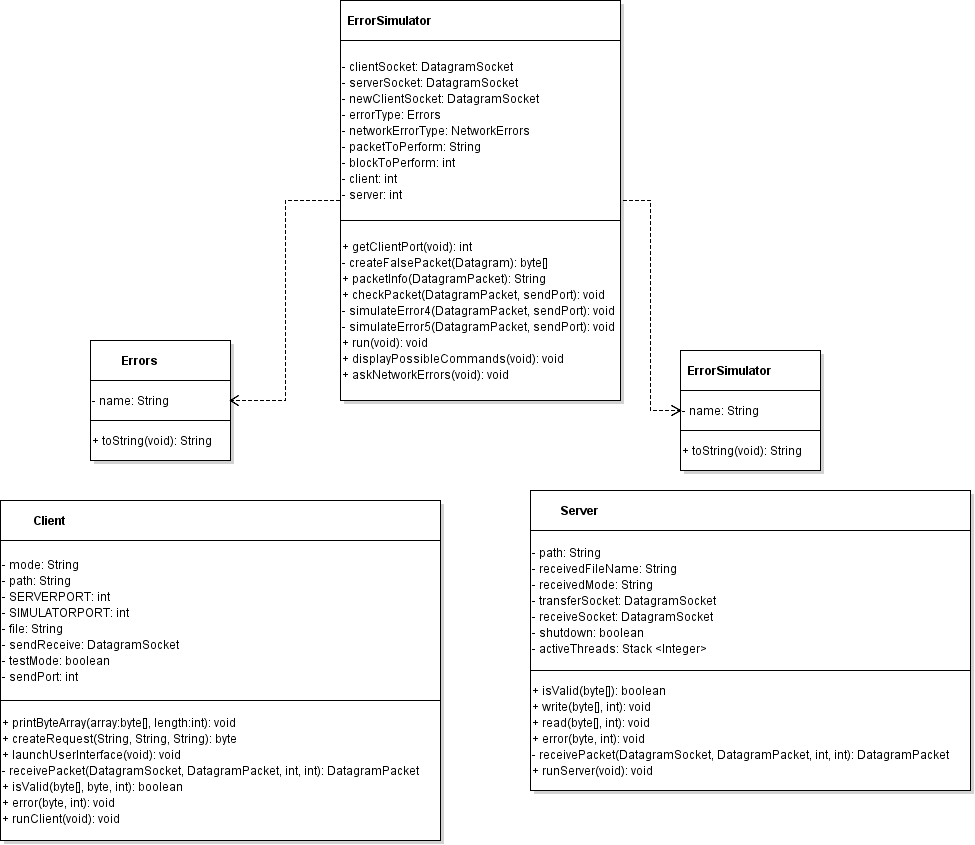 ErrorSimulator
- clientSocket: DatagramSocket
- serverSocket: DatagramSocket
- newClientSocket: DatagramSocket
- errorType: Errors
- networkErrorType: NetworkErrors
- packetToPerform: String
- blockToPerform: int
- client: int
- server: int
+ getClientPort(void): int
- createFalsePacket(Datagram): byte[]
+ packetInfo(DatagramPacket): String
+ checkPacket(DatagramPacket, sendPort): void
- simulateError4(DatagramPacket, sendPort): void
- simulateError5(DatagramPacket, sendPort): void
+ run(void): void
+ displayPossibleCommands(void): void
+ askNetworkErrors(void): void
Errors
- name: String
+ toString(void): String
ErrorSimulator
- name: String
+ toString(void): String
Client
- mode: String
- path: String
- SERVERPORT: int
- SIMULATORPORT: int
- file: String
- sendReceive: DatagramSocket
- testMode: boolean
- sendPort: int
+ printByteArray(array:byte[], length:int): void
+ createRequest(String, String, String): byte
+ launchUserInterface(void): void
- receivePacket(DatagramSocket, DatagramPacket, int, int): DatagramPacket
+ isValid(byte[], byte, int): boolean
+ error(byte, int): void
+ runClient(void): void
Server
- path: String
- receivedFileName: String
- receivedMode: String
- transferSocket: DatagramSocket
- receiveSocket: DatagramSocket
- shutdown: boolean
- activeThreads: Stack <Integer>
+ isValid(byte[]): boolean
+ write(byte[], int): void
+ read(byte[], int): void
+ error(byte, int): void
- receivePacket(DatagramSocket, DatagramPacket, int, int): DatagramPacket
+ runServer(void): void